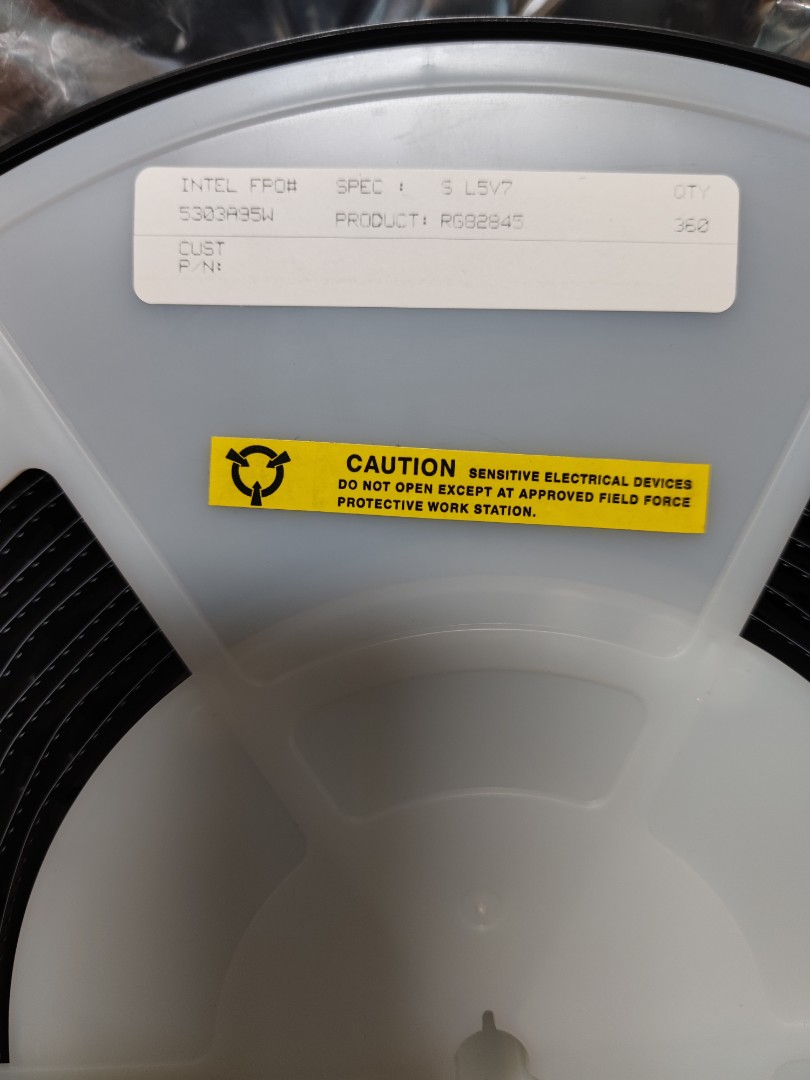 INTEL FPO# SPEC : S L5V7 QTY
5303A95W PRODUCT: RG82845 360
CUST
P/N:
CAUTION SENSITIVE ELECTRICAL DEVICES
DO NOT OPEN EXCEPT AT APPROVED FIELD FORCE
PROTECTIVE WORK STATION.